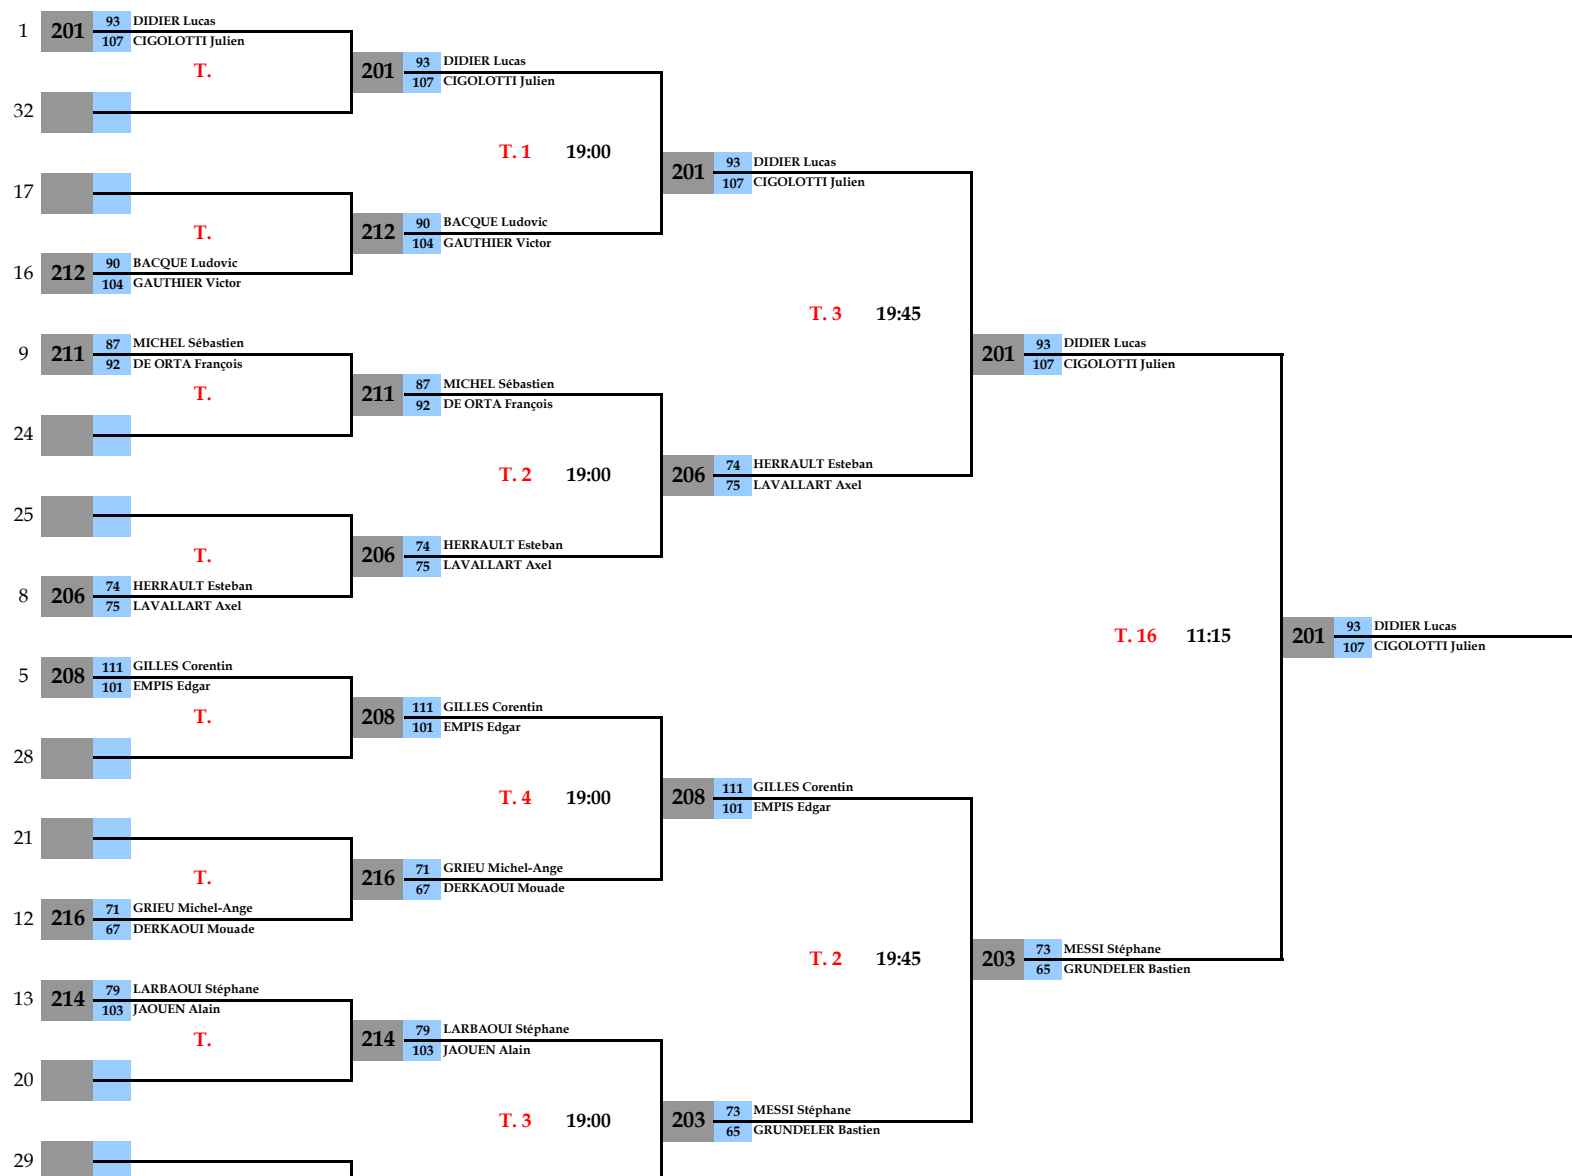 1 201 93 DIDIER Lucas
107 CIGOLOTTI Julien
T.
201 93 DIDIER Lucas
107 CIGOLOTTI Julien
32
T. 1 19:00
201 93 DIDIER Lucas
107 CIGOLOTTI Julien
17
T.
212 90 BACQUE Ludovic
104 GAUTHIER Victor
16 212 90 BACQUE Ludovic
104 GAUTHIER Victor
T. 3 19:45
9 211 87 MICHEL Sébastien
92 DE ORTA François
201 93 DIDIER Lucas
107 CIGOLOTTI Julien
T.
211 87 MICHEL Sébastien
92 DE ORTA François
24
T. 2 19:00
206 74 HERRAULT Esteban
75 LAVALLART Axel
25
T.
206 74 HERRAULT Esteban
75 LAVALLART Axel
8 206 74 HERRAULT Esteban
75 LAVALLART Axel
T. 16 11:15
201 93 DIDIER Lucas
107 CIGOLOTTI Julien
5 208 111 GILLES Corentin
101 EMPIS Edgar
T.
208 111 GILLES Corentin
101 EMPIS Edgar
28
T. 4 19:00
208 111 GILLES Corentin
101 EMPIS Edgar
21
T.
216 71 GRIEU Michel-Ange
67 DERKAOUI Mouade
12 216 71 GRIEU Michel-Ange
67 DERKAOUI Mouade
T. 2 19:45
203 73 MESSI Stéphane
65 GRUNDELER Bastien
13 214 79 LARBAOUI Stéphane
103 JAOUEN Alain
T.
214 79 LARBAOUI Stéphane
103 JAOUEN Alain
20
T. 3 19:00
203 73 MESSI Stéphane
65 GRUNDELER Bastien
29